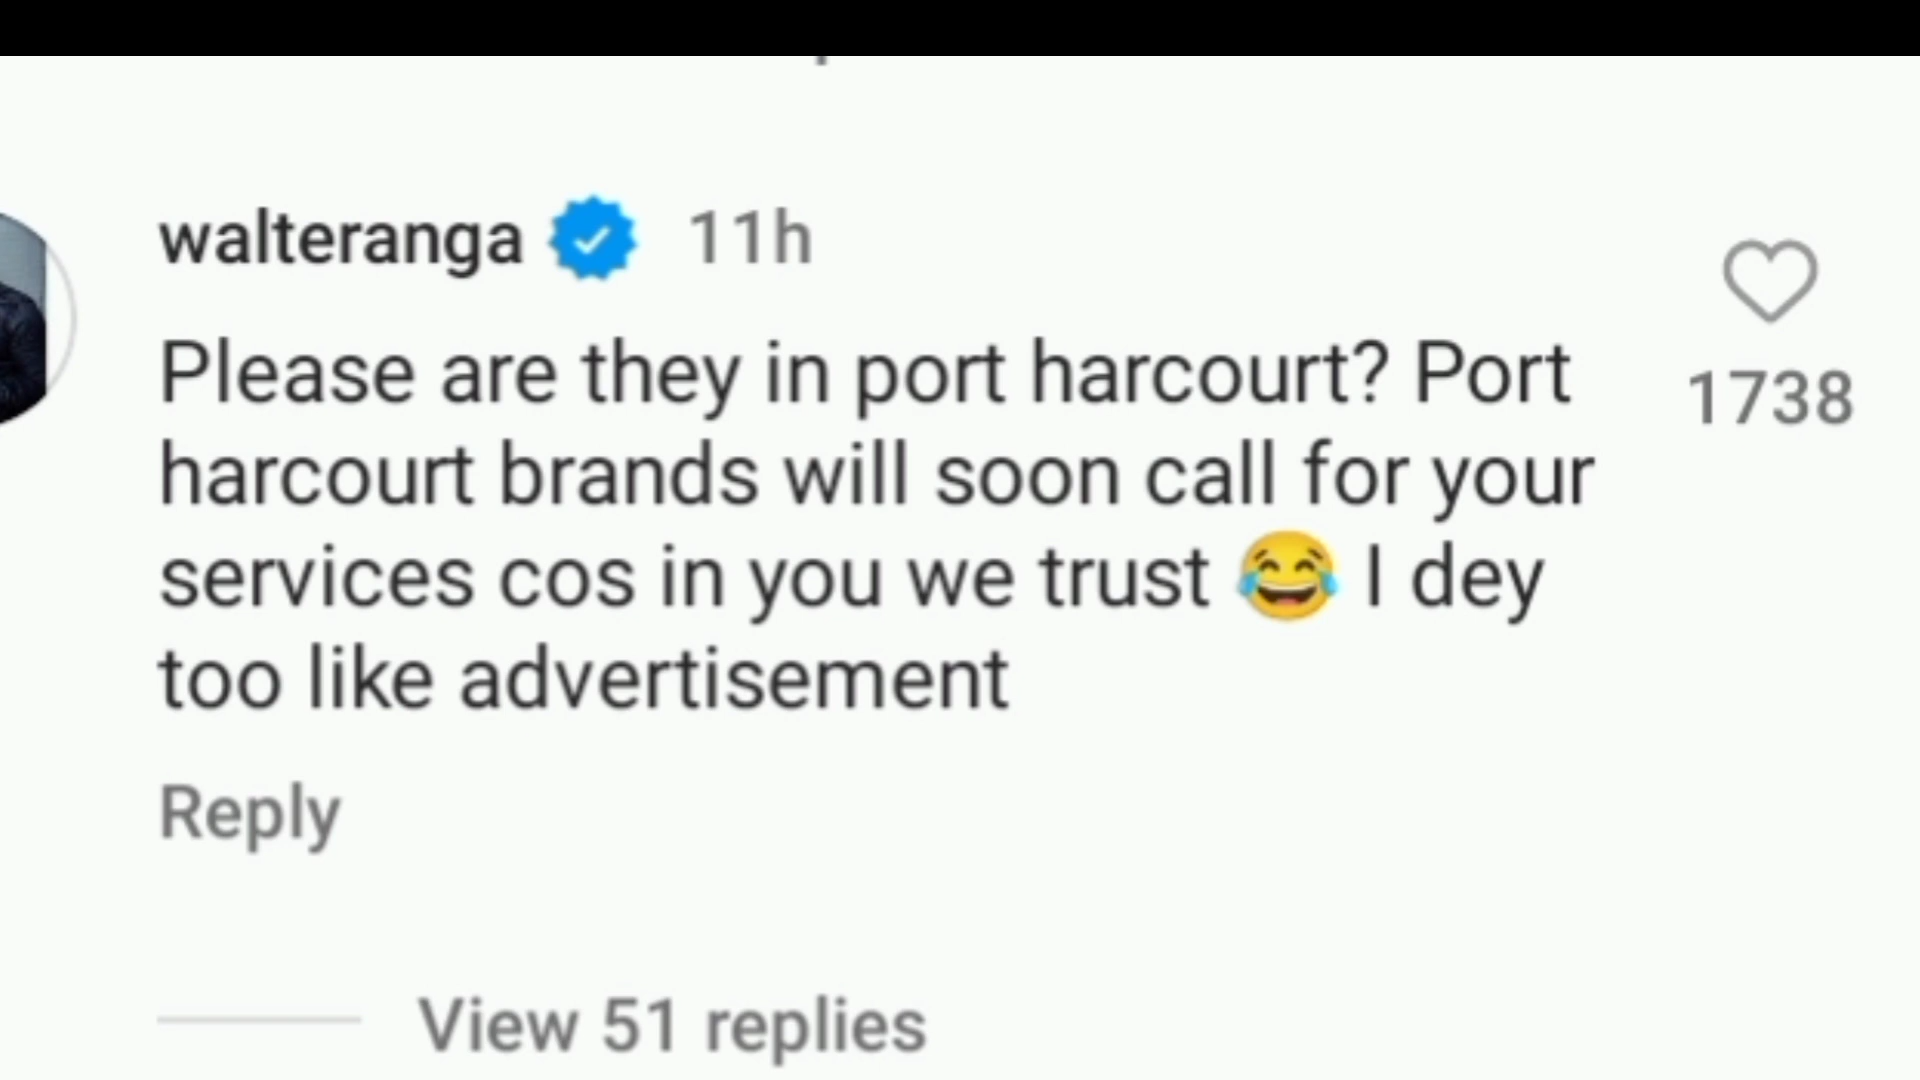 walteranga 11h
Please are they in port harcourt? Port
harcourt brands will soon call for your
services cos in you we trust 😂 I dey
too like advertisement
1738
Reply
View 51 replies